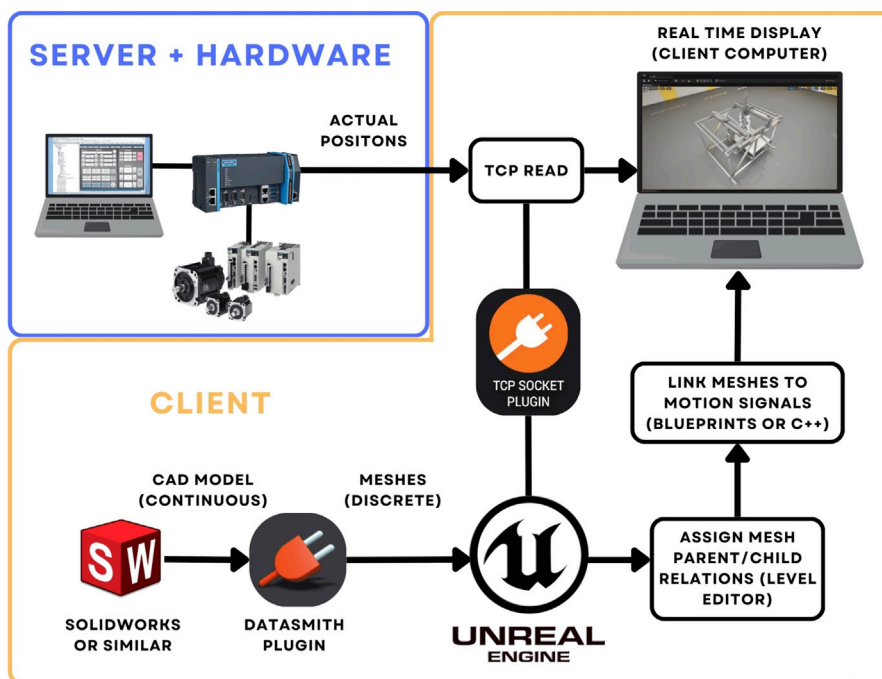 SERVER + HARDWARE
ACTUAL
POSITONS
REAL TIME DISPLAY
(CLIENT COMPUTER)
TCP READ
TCP SOCKET
PLUGIN
LINK MESHES TO
MOTION SIGNALS
(BLUEPRINTS OR C++)
CLIENT
CAD MODEL
(CONTINUOUS)
MESHES
(DISCRETE)
SW
ASSIGN MESH
PARENT/CHILD
RELATIONS (LEVEL
EDITOR)
SOLIDWORKS
OR SIMILAR
DATASMITH
PLUGIN
UNREAL
ENGINE